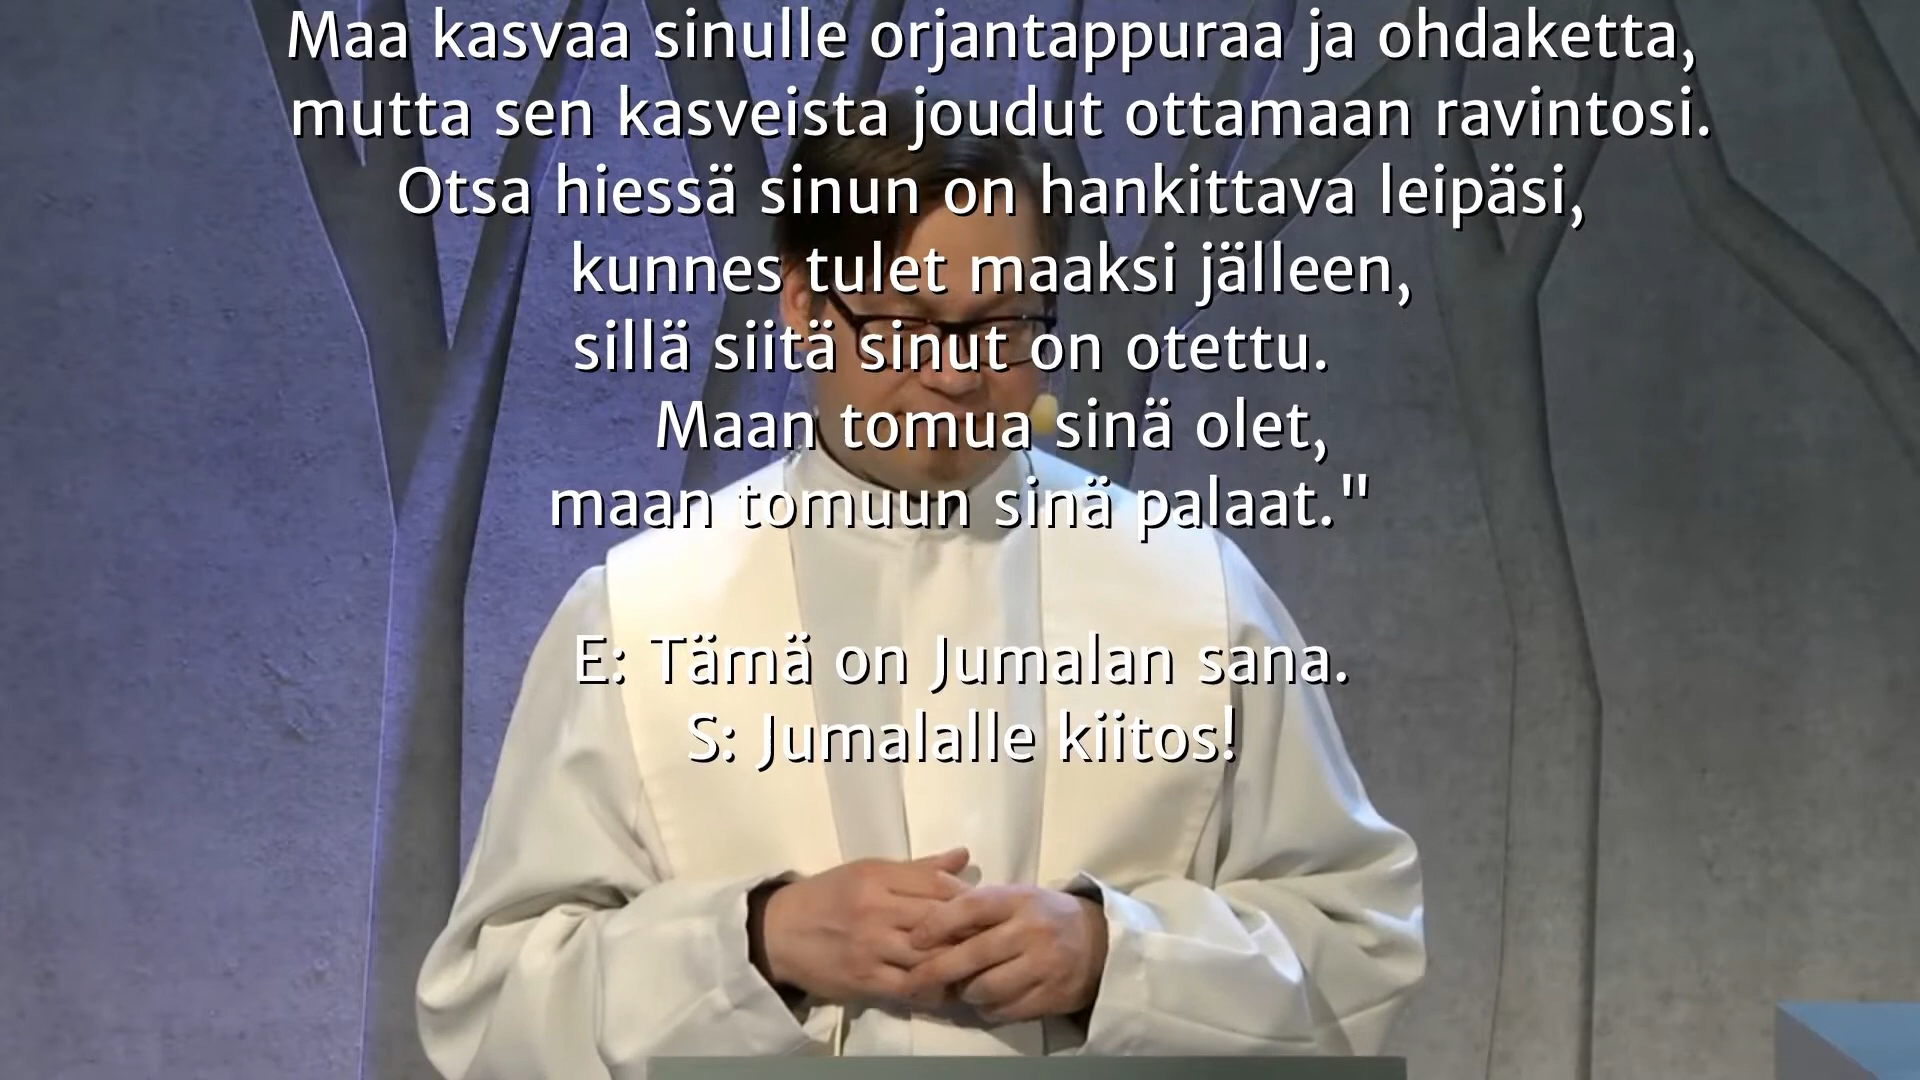 Maa kasvaa sinulle orjantappuraa ja ohdaketta,
mutta sen kasveista joudut ottamaan ravintosi.
Otsa hiessä sinun on hankittava leipäsi,
kunnes tulet maaksi jälleen,
sillä siitä sinut on otettu.
Maan tomua sinä olet,
maan tomuun sinä palaat."
E: Tämä on Jumalan sana.
S: Jumalalle kiitos!